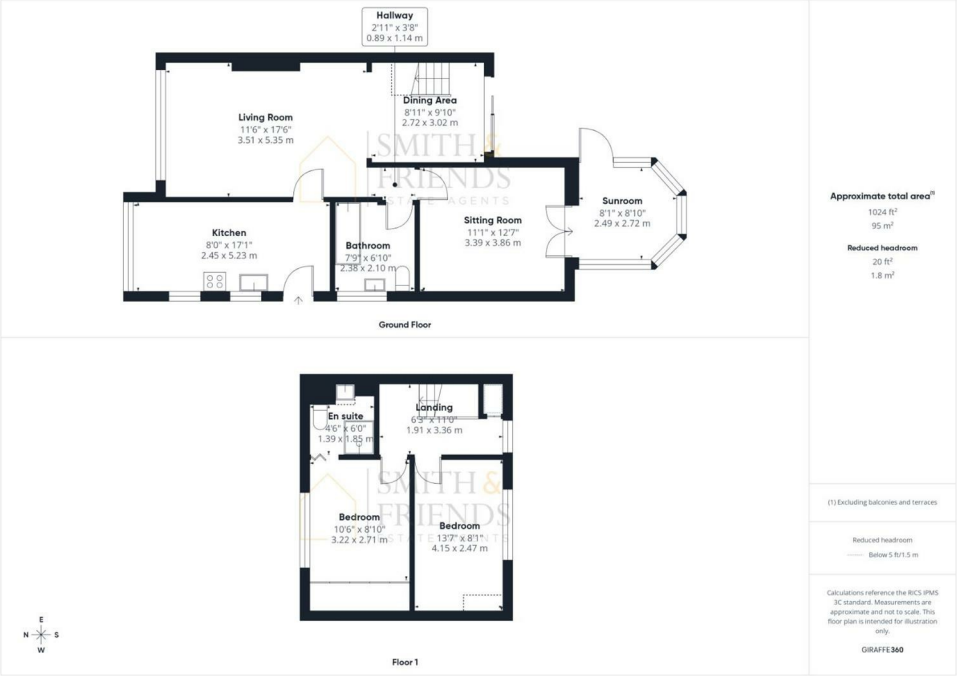 Hallway
2'11" x 3'8"
0.89 x 1.14 m
Living Room
11'6" x 17'6"
3.51 x 5.35 m
Dining Area
8'11" x 9'10"
2.72 x 3.02 m
SMITH &
FRIENDS
ESTATE AGENTS
Kitchen
8'0" x 17'1"
2.45 x 5.23 m
Bathroom
7'9" x 6'10"
2.38 x 2.10 m
Sitting Room
11'1" x 12'7"
3.39 x 3.86 m
Sunroom
8'1" x 8'10"
2.49 x 2.72 m
Ground Floor
En suite
4'6" x 6'0"
1.39 x 1.85 m
Landing
6'3" x 11'0"
1.91 x 3.36 m
SMITH &
FRIENDS
ESTATE AGENTS
Bedroom
10'6" x 8'10"
3.22 x 2.71 m
Bedroom
13'7" x 8'1"
4.15 x 2.47 m
E
N S
W
Floor 1
Approximate total area(1)
1024 ft²
95 m²
Reduced headroom
20 ft²
1.8 m²
(1) Excluding balconies and terraces
Reduced headroom
Below 5 ft/1.5 m
Calculations reference the RICS IPMS
3C standard. Measurements are
approximate and not to scale. This
floor plan is intended for illustration
only.
GIRAFFE360